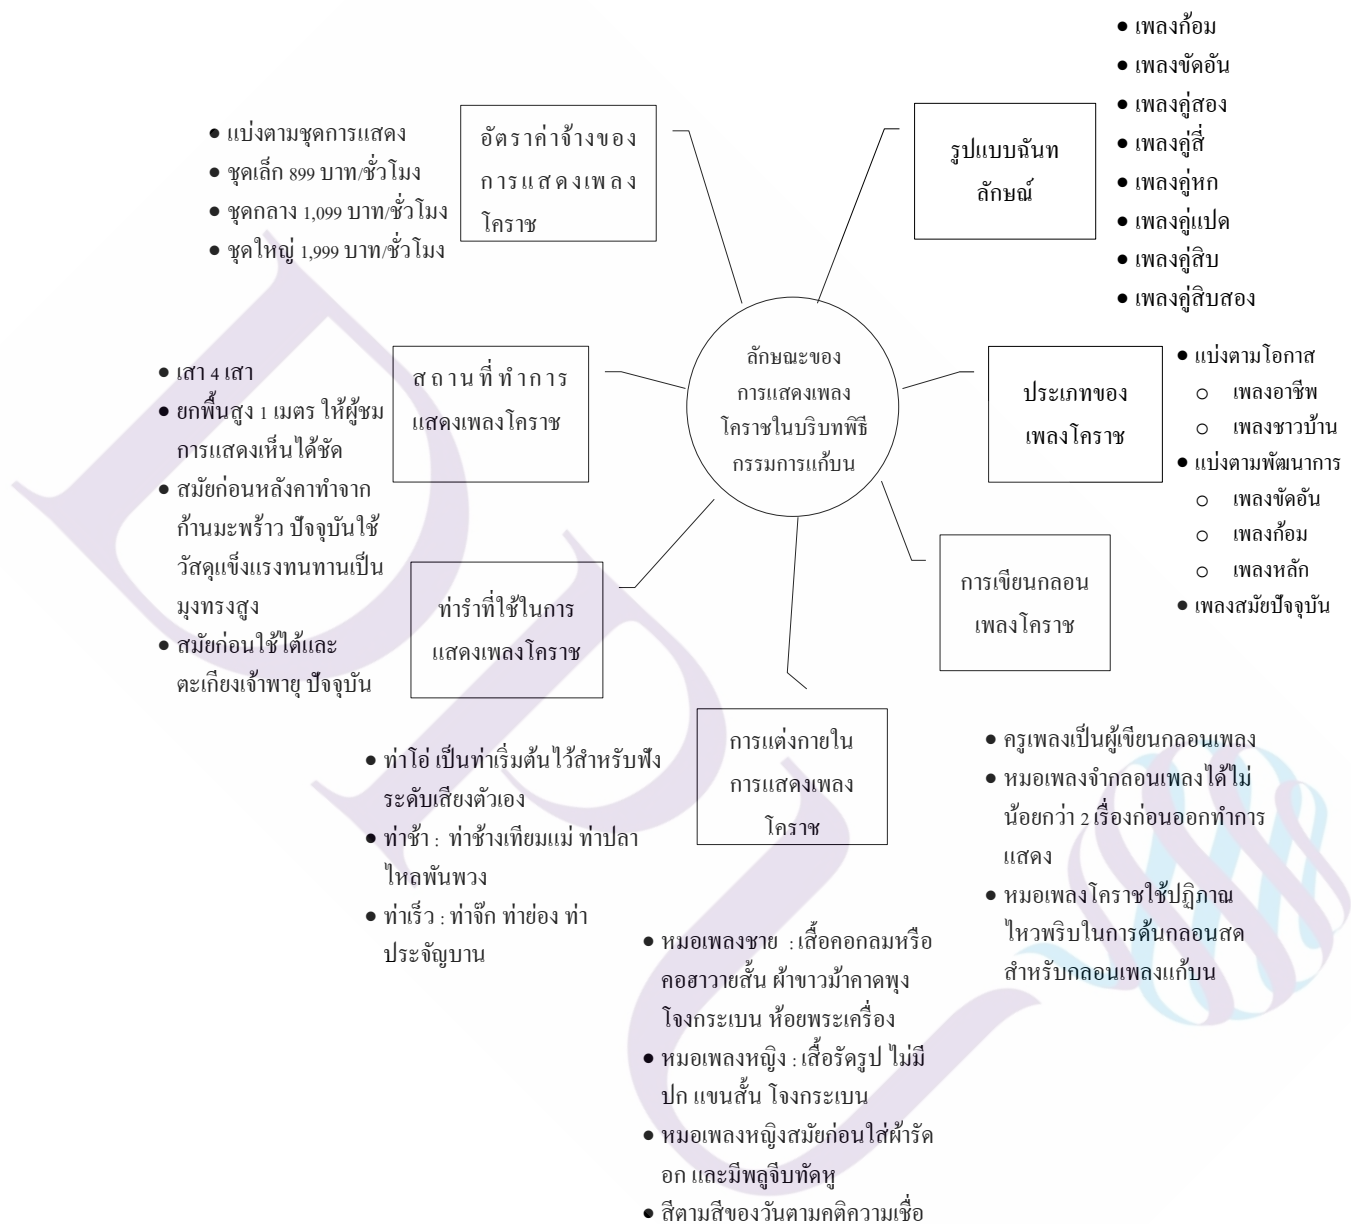 เพลงก้อม
เพลงขัดอัน
เพลงคู่สอง
เพลงคู่สี่
เพลงคู่หก
เพลงคู่แปด
เพลงคู่สิบ
เพลงคู่สิบสอง
รูปแบบฉันท
ลักษณ์
อัตราค่าจ้างของ
การแสดงเพลง
โคราช
แบ่งตามชุดการแสดง
ชุดเล็ก 899 บาท/ชั่วโมง
ชุดกลาง 1,099 บาท/ชั่วโมง
ชุดใหญ่ 1,999 บาท/ชั่วโมง
ลักษณะของ
การแสดงเพลง
โคราชในบริบทพิธี
กรรมการแก้บน
สถานที่ทำการ
แสดงเพลงโคราช
เสา 4 เสา
ยกพื้นสูง 1 เมตร ให้ผู้ชม
การแสดงเห็นได้ชัด
สมัยก่อนหลังคาทำจาก
ก้านมะพร้าว ปัจจุบันใช้
วัสดุแข็งแรงทนทานเป็น
มุงทรงสูง
สมัยก่อนใช้ไต้และ
ตะเกียงเจ้าพายุ ปัจจุบัน
ประเภทของ
เพลงโคราช
แบ่งตามโอกาส
เพลงอาชีพ
เพลงชาวบ้าน
แบ่งตามพัฒนาการ
เพลงขัดอัน
เพลงก้อม
เพลงหลัก
เพลงสมัยปัจจุบัน
การเขียนกลอน
เพลงโคราช
ครูเพลงเป็นผู้เขียนกลอนเพลง
หมอเพลงจำกลอนเพลงได้ไม่
น้อยกว่า 2 เรื่องก่อนออกทำการ
แสดง
หมอเพลงโคราชใช้ปฏิภาณ
ไหวพริบในการด้นกลอนสด
สำหรับกลอนเพลงแก้บน
ท่ารำที่ใช้ในการ
แสดงเพลงโคราช
ท่าโอ่ เป็นท่าเริ่มต้นไว้สำหรับฟัง
ระดับเสียงตัวเอง
ท่าช้า : ท่าช้างเทียมแม่ ท่าปลา
ไหลพันพวง
ท่าเร็ว : ท่าจ๊ก ท่าย่อง ท่า
ประจัญบาน
การแต่งกายใน
การแสดงเพลง
โคราช
หมอเพลงชาย : เสื้อคอกลมหรือ
คอฮาวายสั้น ผ้าขาวม้าคาดพุง
โจงกระเบน ห้อยพระเครื่อง
หมอเพลงหญิง : เสื้อรัดรูป ไม่มี
ปก แขนสั้น โจงกระเบน
หมอเพลงหญิงสมัยก่อนใส่ผ้ารัด
อก และมีพลูจีบทัดหู
สีตามสีของวันตามคติความเชื่อ
DPU